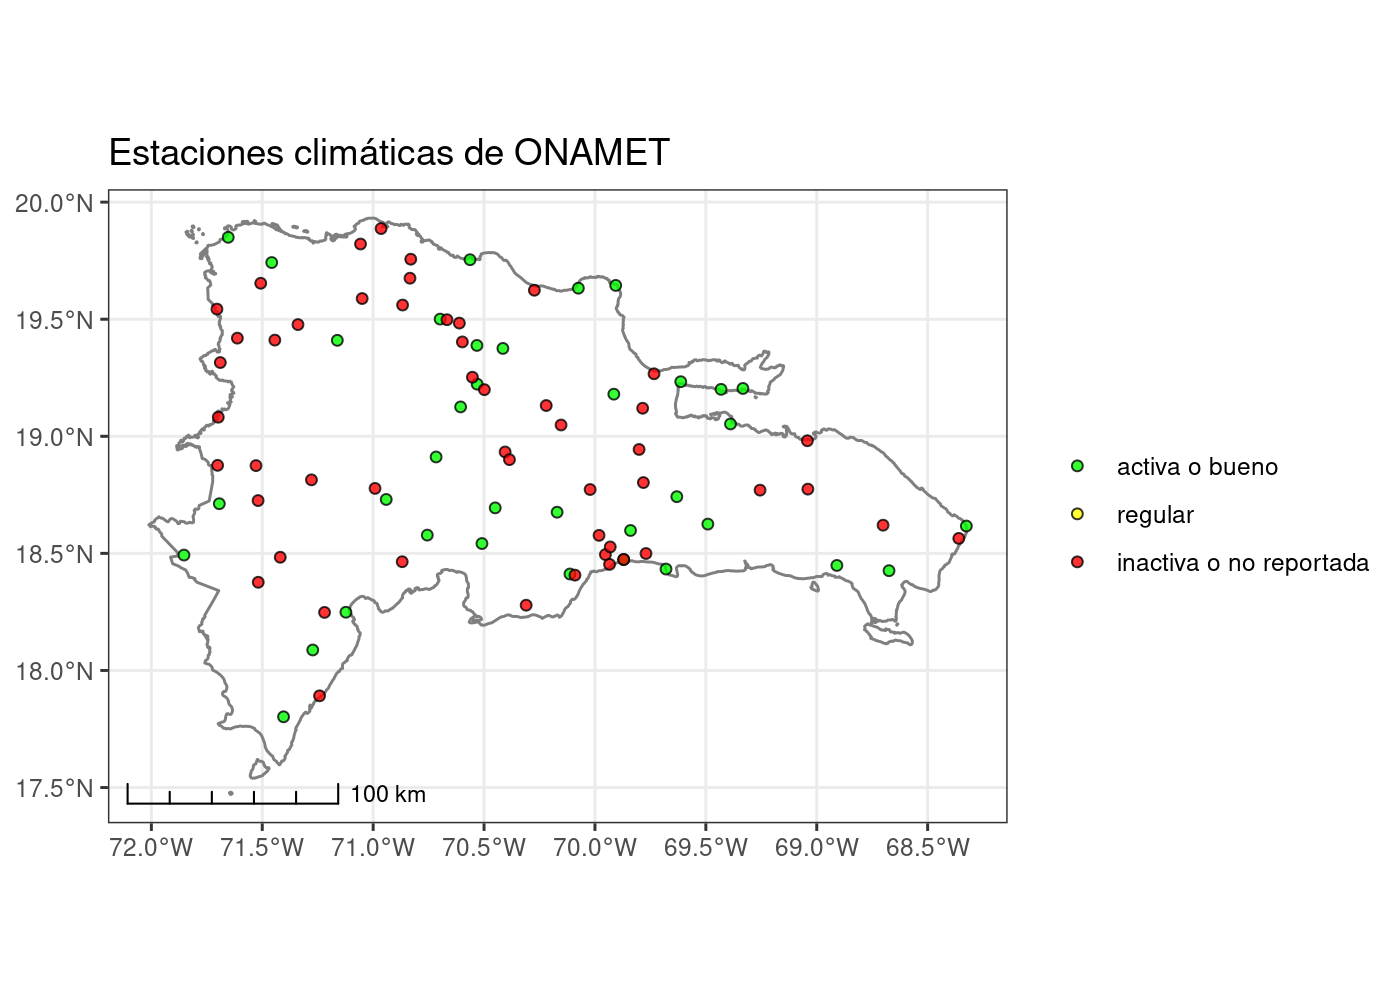 Estaciones climáticas de ONAMET
20.0°N
19.5°N
19.0°N
18.5°N
18.0°N
17.5°N
100 km
72.0°W 71.5°W 71.0°W 70.5°W 70.0°W 69.5°W 69.0°W 68.5°W
activa o bueno
regular
inactiva o no reportada